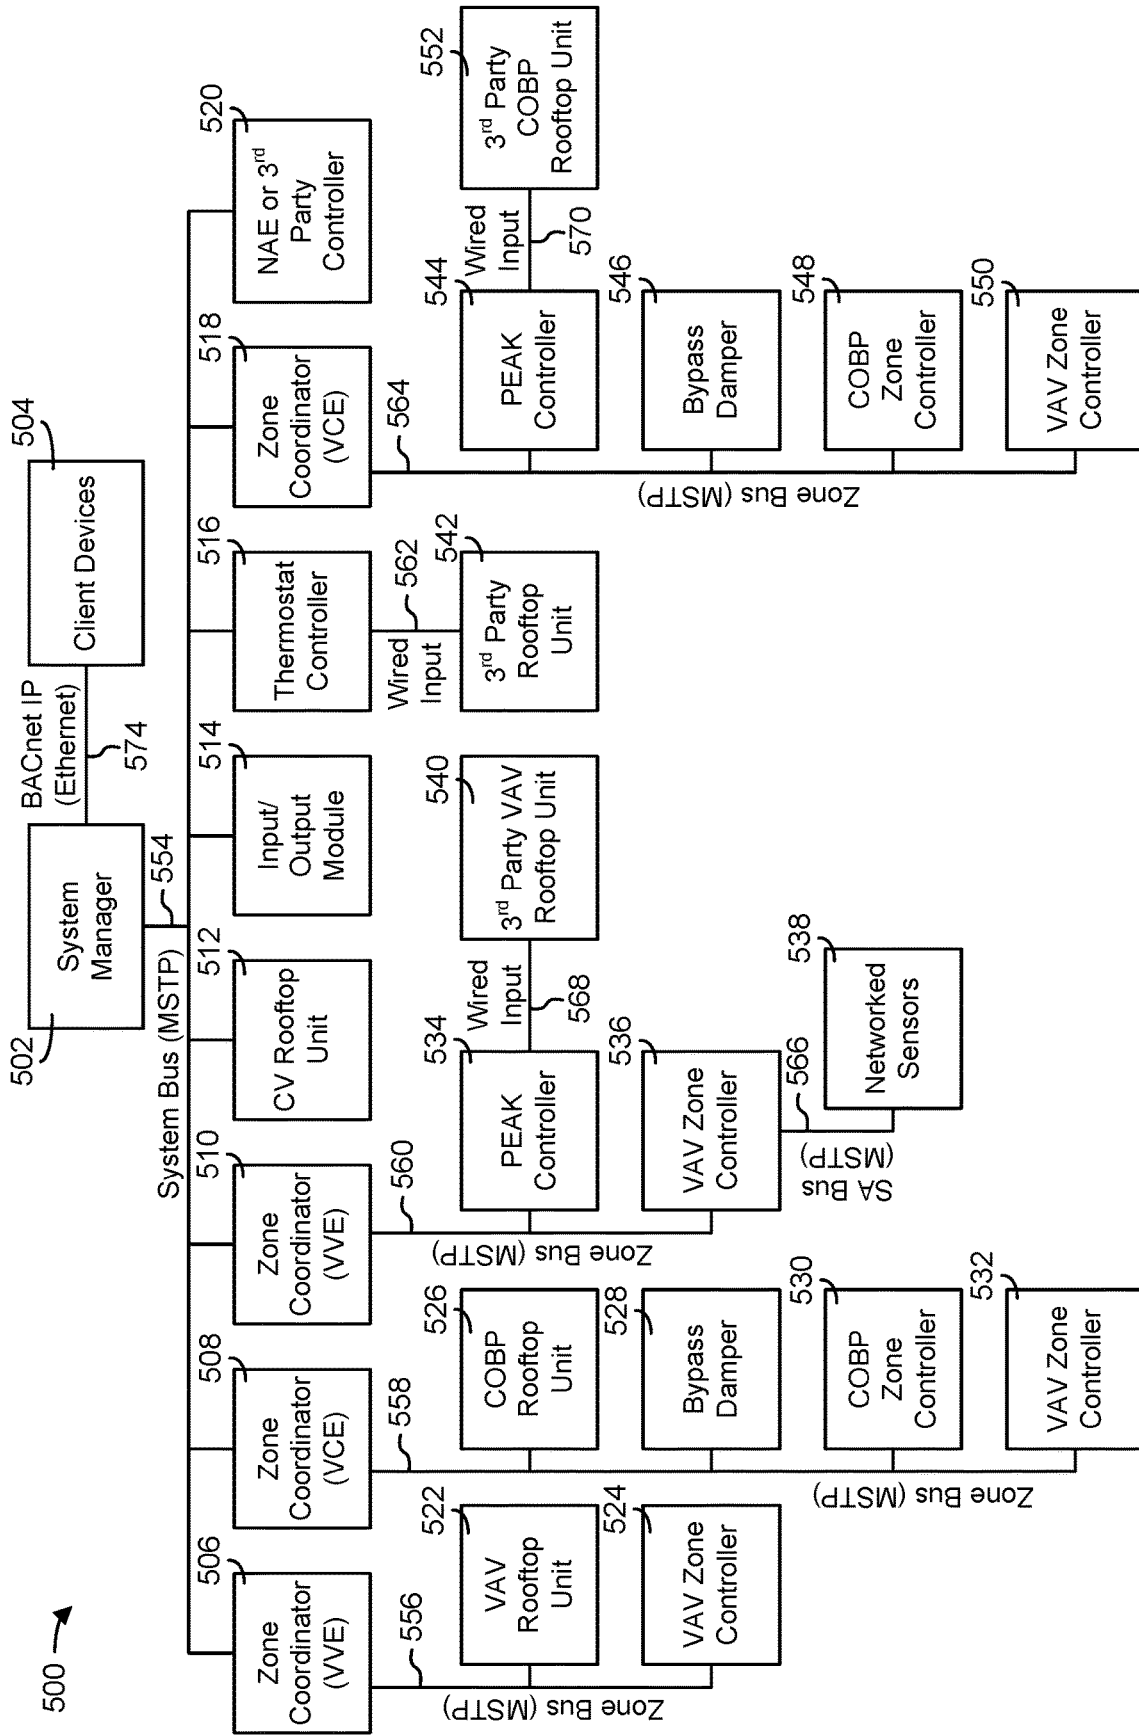 500
502
System
Manager
BACnet IP
(Ethernet)
574
504
Client Devices
554
System Bus (MSTP)
506
Zone
Coordinator
(VVE)
508
Zone
Coordinator
(VCE)
510
Zone
Coordinator
(VVE)
512
CV Rooftop
Unit
514
Input/
Output
Module
516
Thermostat
Controller
518
Zone
Coordinator
(VCE)
520
NAE or 3rd
Party
Controller
556
Zone Bus (MSTP)
522
VAV
Rooftop
Unit
524
VAV Zone
Controller
558
Zone Bus (MSTP)
526
COBP
Rooftop
Unit
528
Bypass
Damper
530
COBP
Zone
Controller
532
VAV Zone
Controller
560
Zone Bus (MSTP)
534
PEAK
Controller
Wired
Input
568
540
3rd Party VAV
Rooftop Unit
536
VAV Zone
Controller
566
SA Bus
(MSTP)
538
Networked
Sensors
Wired
Input
562
542
3rd Party
Rooftop
Unit
564
Zone Bus (MSTP)
544
PEAK
Controller
Wired
Input
570
552
3rd Party
COBP
Rooftop Unit
546
Bypass
Damper
548
COBP
Zone
Controller
550
VAV Zone
Controller